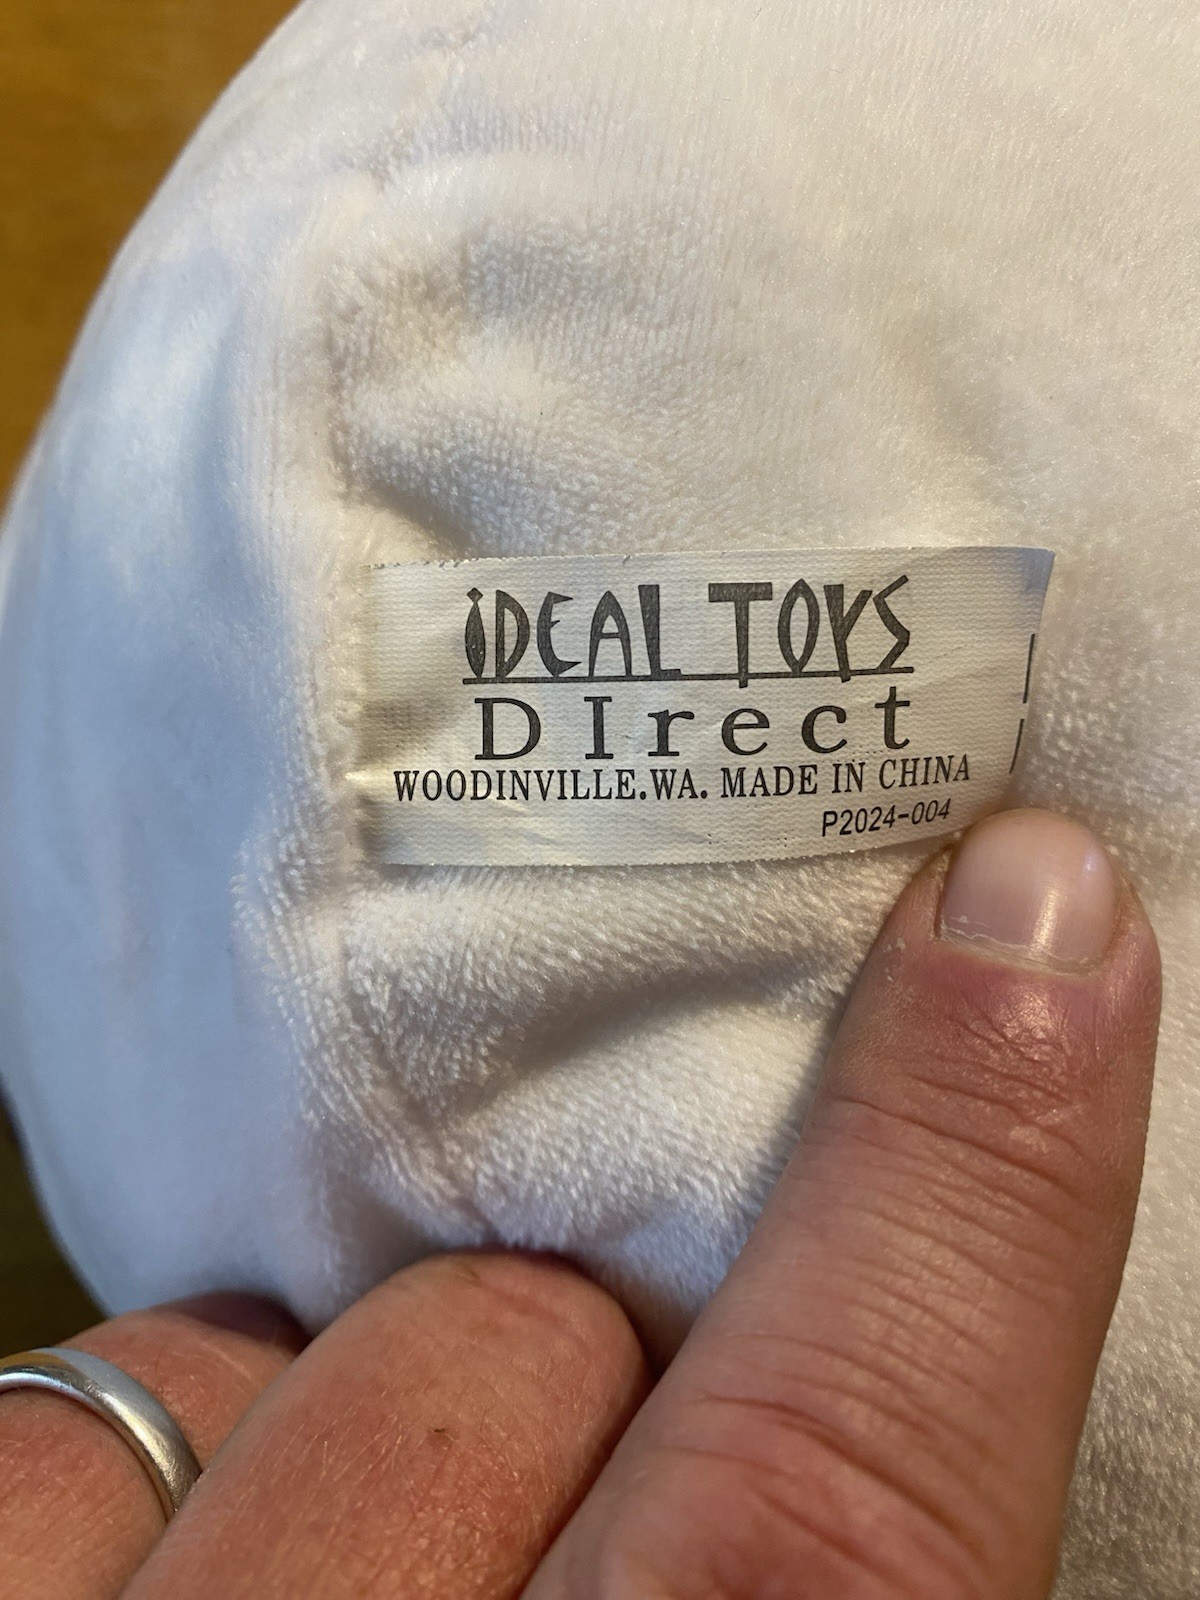 iDEAL TOYS
DIrect
WOODINVILLE.WA. MADE IN CHINA
P2024-004